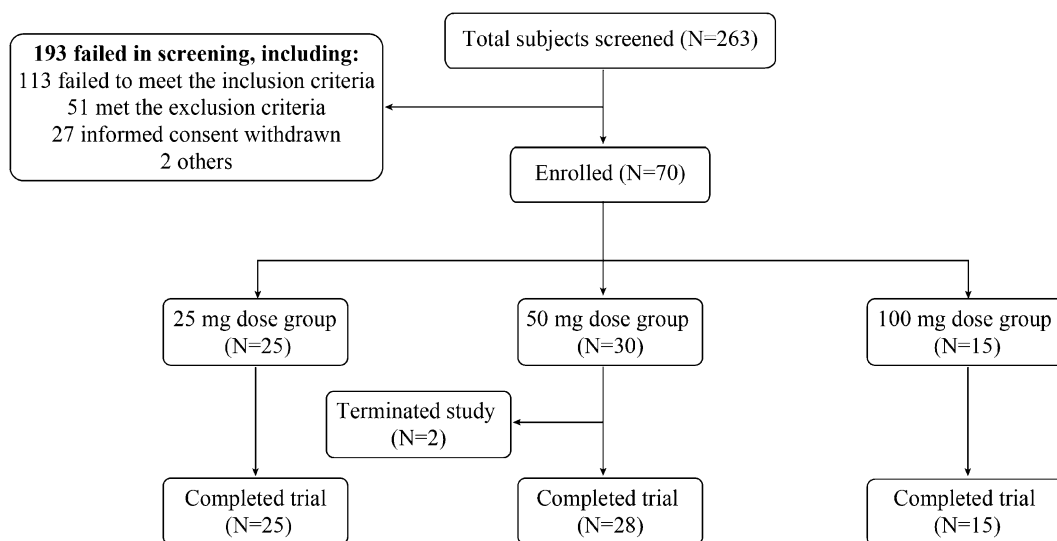 Total subjects screened (N=263)
193 failed in screening, including:
113 failed to meet the inclusion criteria
51 met the exclusion criteria
27 informed consent withdrawn
2 others
Enrolled (N=70)
25 mg dose group
(N=25)
50 mg dose group
(N=30)
100 mg dose group
(N=15)
Terminated study
(N=2)
Completed trial
(N=25)
Completed trial
(N=28)
Completed trial
(N=15)